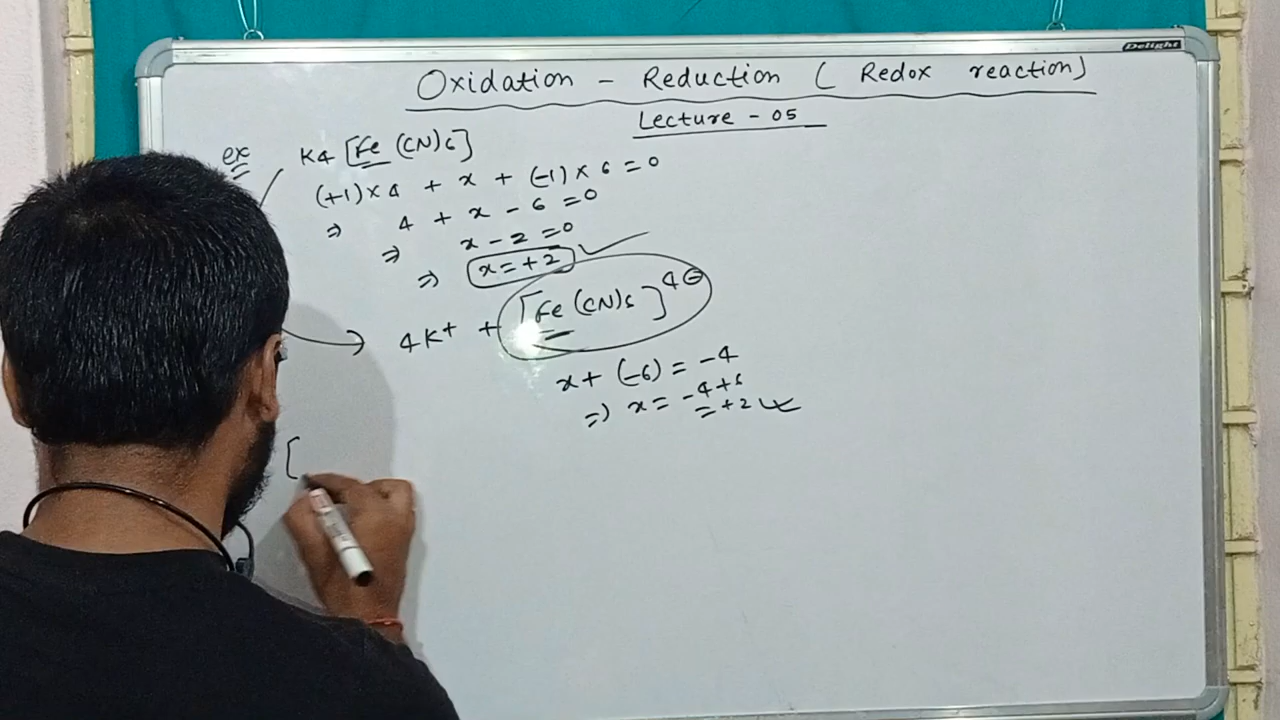 Delight
Oxidation - Reduction ( Redox reaction)
Lecture - 05
ex K4 [Fe (CN)6]
(+1)×4 + x + (-1)×6 =0
⇒ 4 + x - 6 =0
⇒ x - 2 =0
⇒ x = +2
4K+ + [Fe (CN)6]4⊖
x + (-6) = -4
⇒ x = -4+6
= +2
[